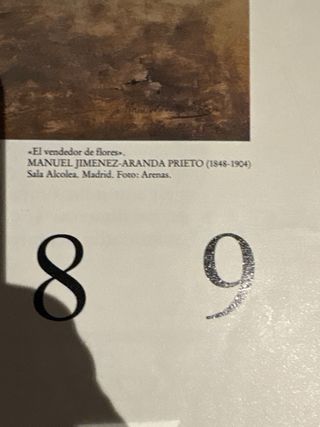 «El vendedor de flores».
MANUEL JIMENEZ-ARANDA PRIETO (1848-1904)
Sala Alcolea. Madrid. Foto: Arenas.
8 9